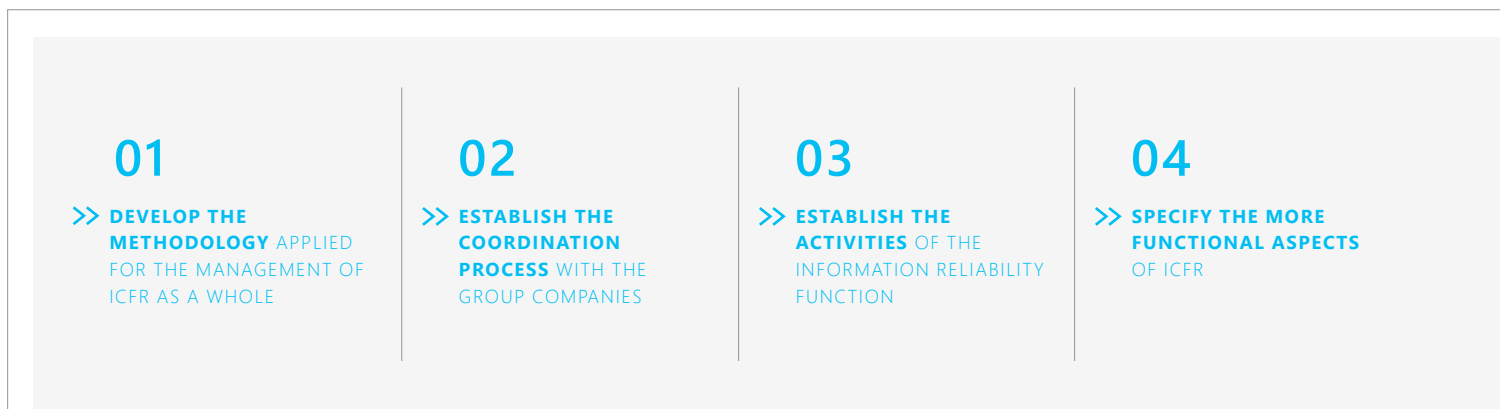 01
DEVELOP THE
METHODOLOGY APPLIED
FOR THE MANAGEMENT OF
ICFR AS A WHOLE
02
ESTABLISH THE
COORDINATION
PROCESS WITH THE
GROUP COMPANIES
03
ESTABLISH THE
ACTIVITIES OF THE
INFORMATION RELIABILITY
FUNCTION
04
SPECIFY THE MORE
FUNCTIONAL ASPECTS
OF ICFR